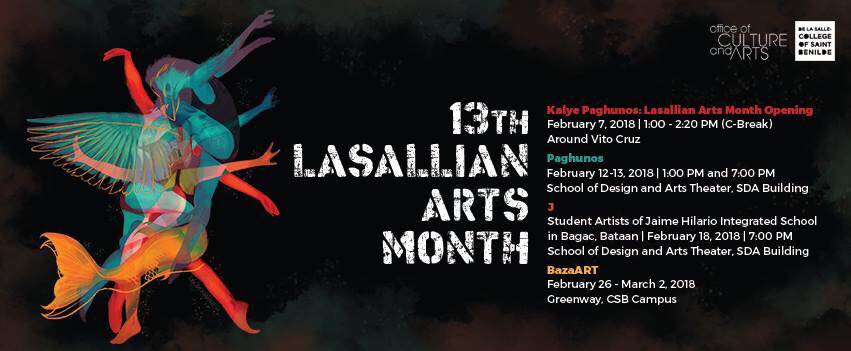 office of
CULTURE
and ARTS
DE LA SALLE-
COLLEGE
OF SAINT
BENILDE
13TH
LASALLIAN
ARTS
MONTH
Kalye Paghunos: Lasallian Arts Month Opening
February 7, 2018 | 1:00 - 2:20 PM (C-Break)
Around Vito Cruz
Paghunos
February 12-13, 2018 | 1:00 PM and 7:00 PM
School of Design and Arts Theater, SDA Building
J
Student Artists of Jaime Hilario Integrated School
in Bagac, Bataan | February 18, 2018 | 7:00 PM
School of Design and Arts Theater, SDA Building
BazaART
February 26 - March 2, 2018
Greenway, CSB Campus